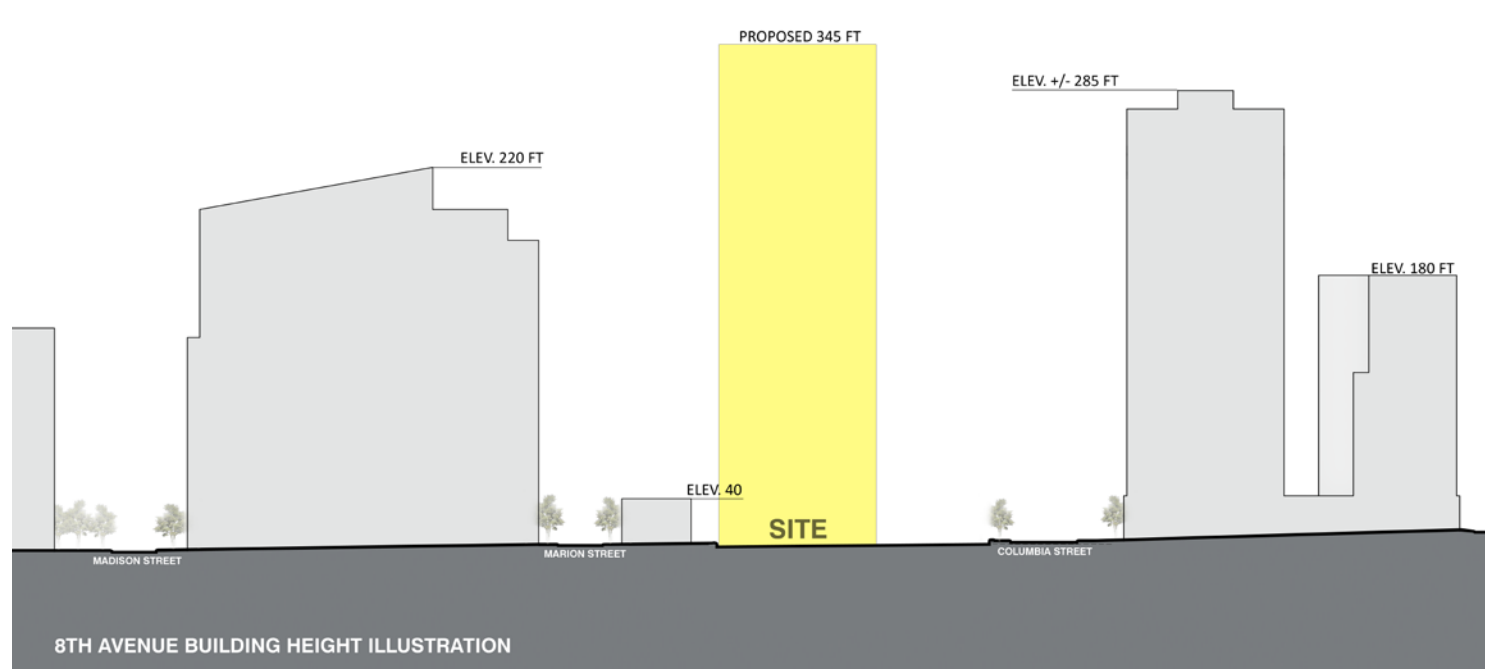 PROPOSED 345 FT
ELEV. +/- 285 FT
ELEV. 220 FT
ELEV. 180 FT
ELEV. 40
SITE
MADISON STREET
MARION STREET
COLUMBIA STREET
8TH AVENUE BUILDING HEIGHT ILLUSTRATION